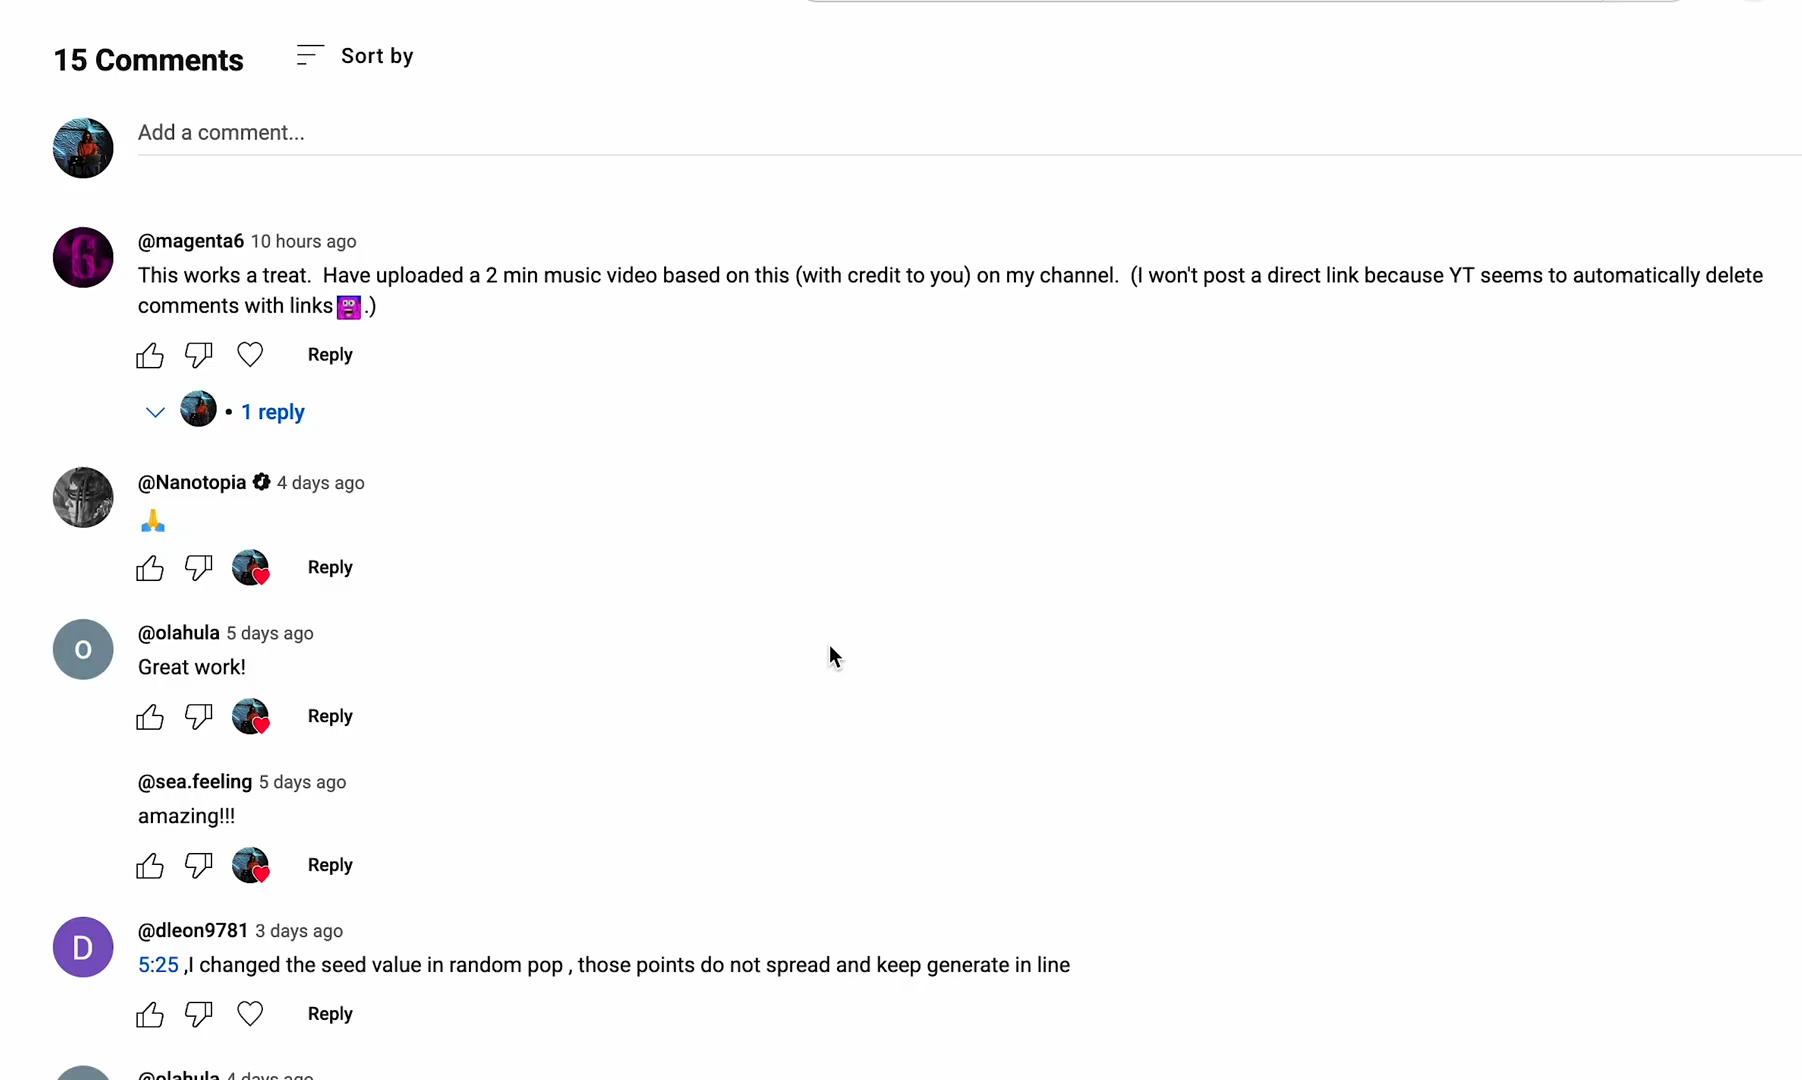 15 Comments
Sort by
Add a comment...
@magenta6 10 hours ago
This works a treat.  Have uploaded a 2 min music video based on this (with credit to you) on my channel.  (I won't post a direct link because YT seems to automatically delete
comments with links .)
Reply
• 1 reply
@Nanotopia 4 days ago
🙏
Reply
O
@olahula 5 days ago
Great work!
Reply
@sea.feeling 5 days ago
amazing!!!
Reply
D
@dleon9781 3 days ago
5:25 ,I changed the seed value in random pop , those points do not spread and keep generate in line
Reply
@olahula 4 days ago